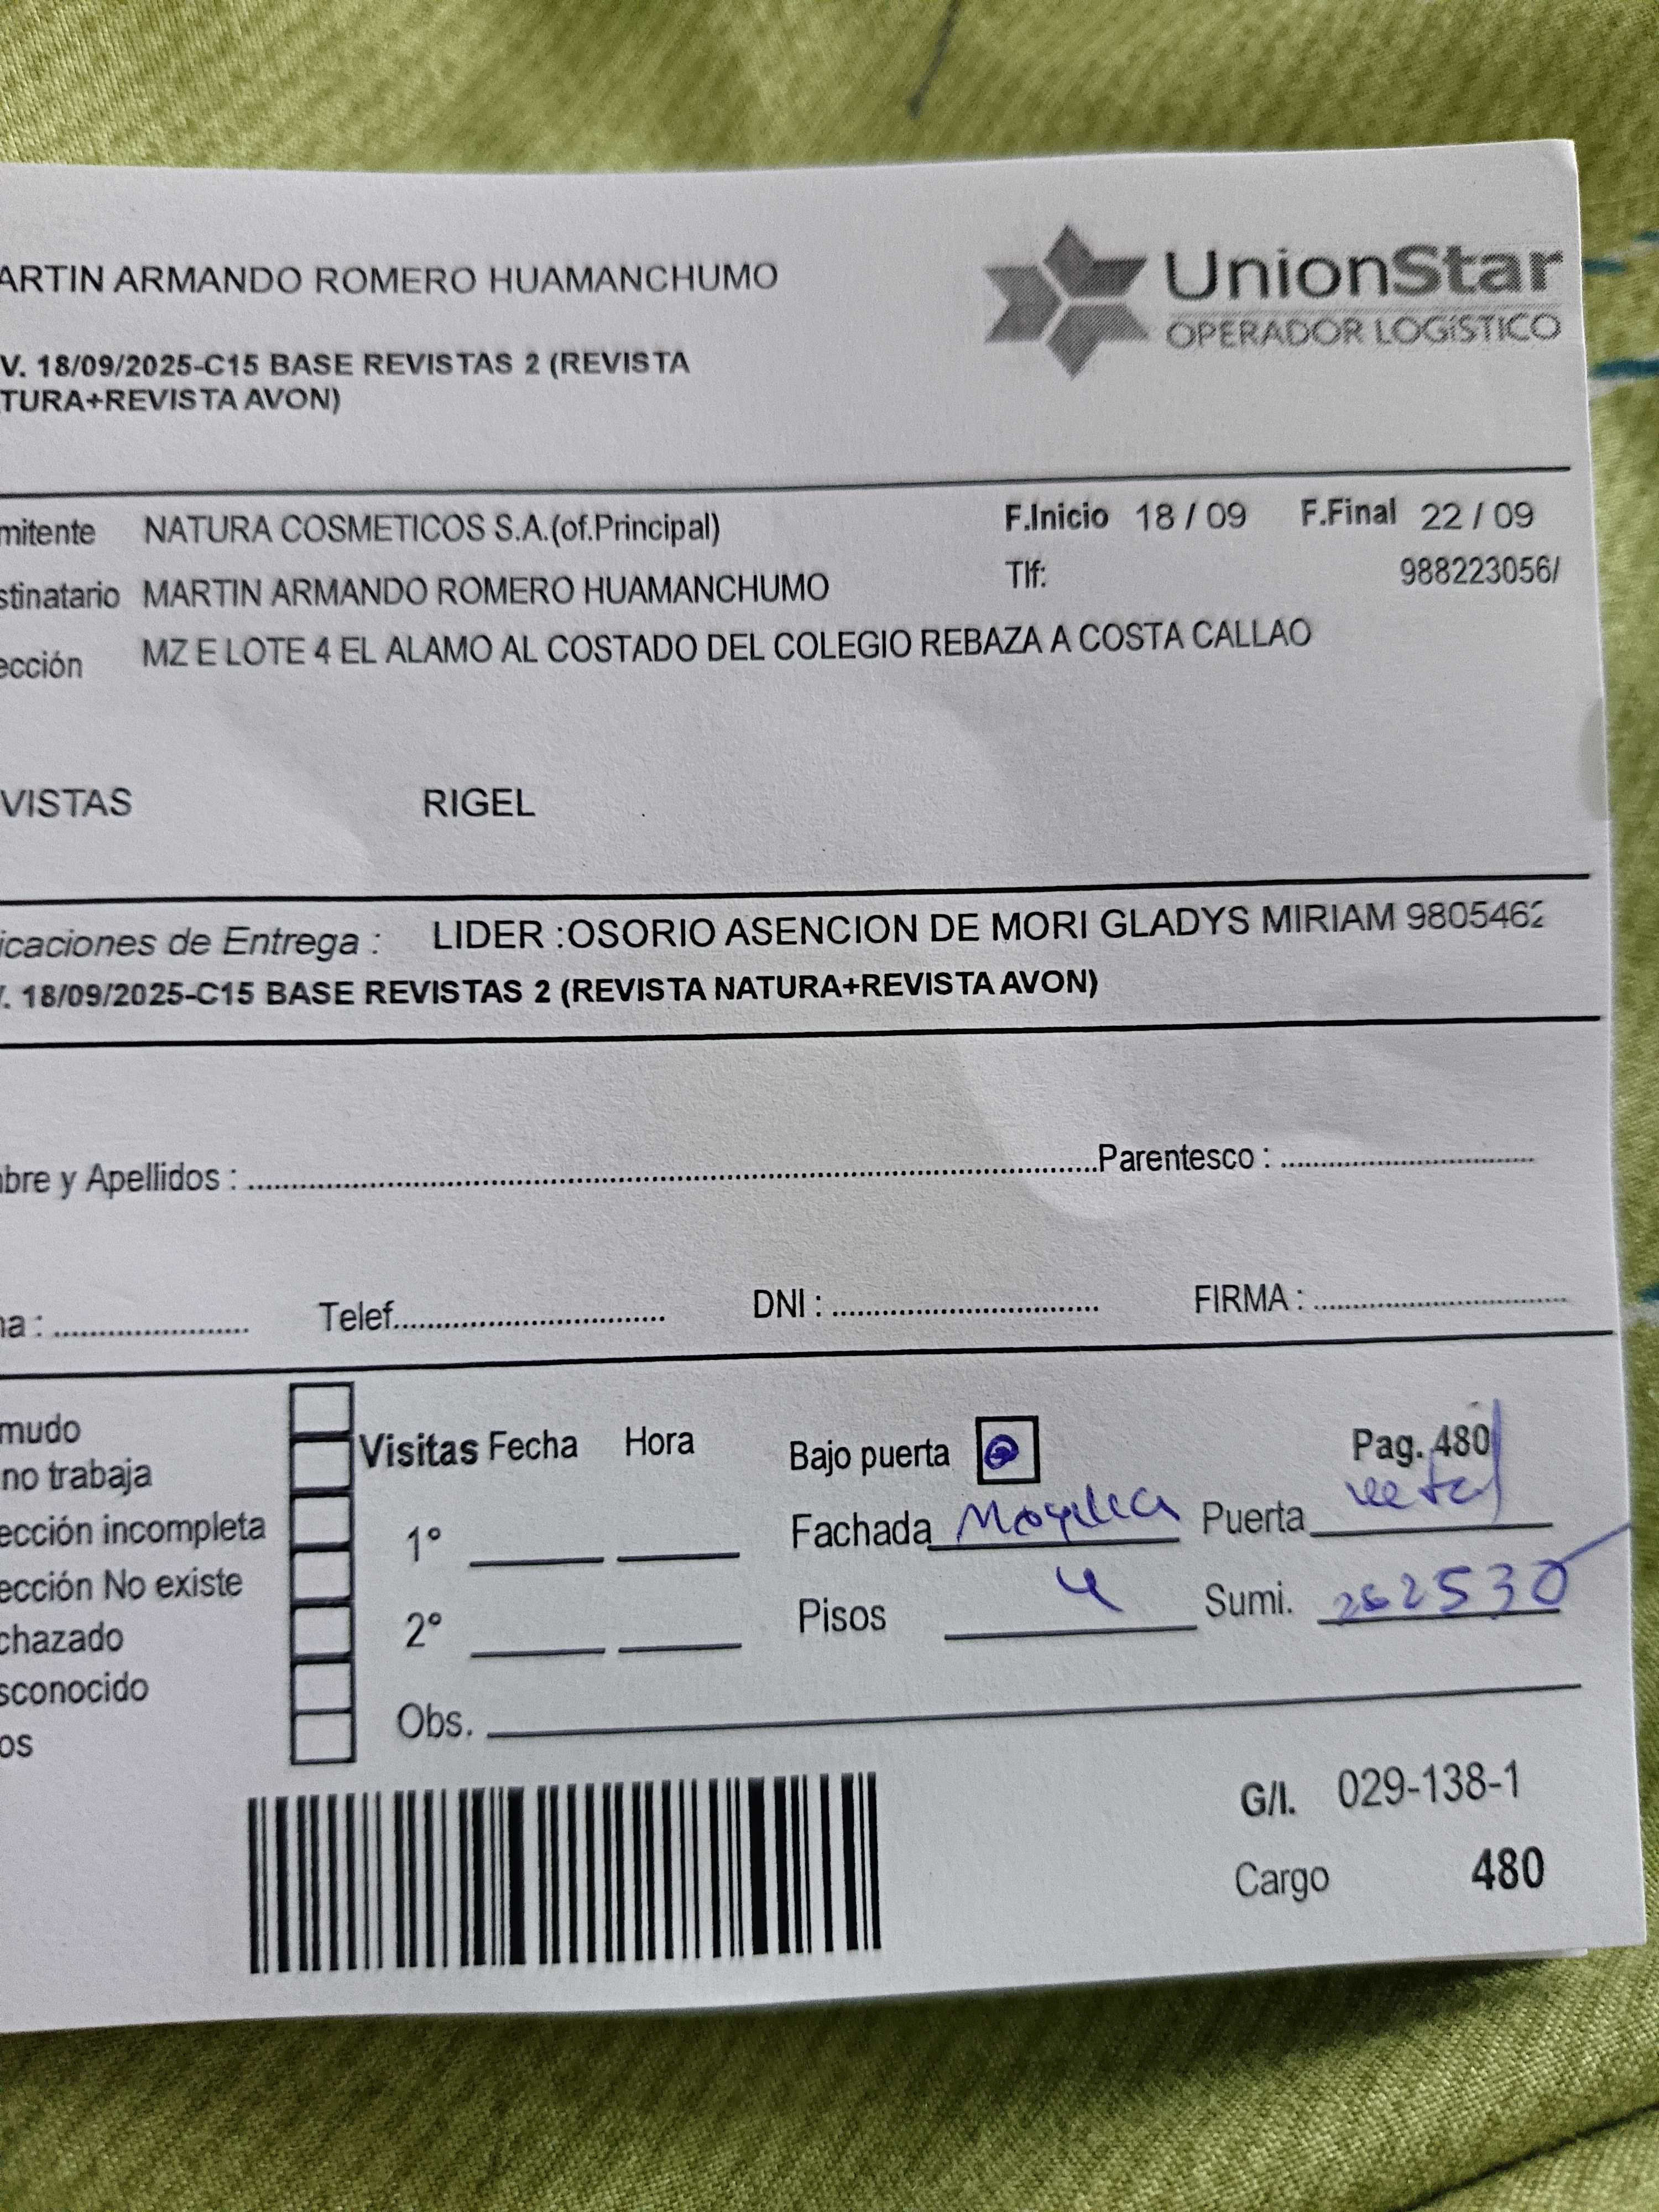 ARTIN ARMANDO ROMERO HUAMANCHUMO
UnionStar
OPERADOR LOGÍSTICO
V. 18/09/2025-C15 BASE REVISTAS 2 (REVISTA
TURA+REVISTA AVON)
mitente NATURA COSMETICOS S.A.(of.Principal) F.Inicio 18 / 09 F.Final 22 / 09
stinatario MARTIN ARMANDO ROMERO HUAMANCHUMO Tlf: 988223056/
ección MZ E LOTE 4 EL ALAMO AL COSTADO DEL COLEGIO REBAZA A COSTA CALLAO
VISTAS RIGEL
icaciones de Entrega : LIDER :OSORIO ASENCION DE MORI GLADYS MIRIAM 980546
. 18/09/2025-C15 BASE REVISTAS 2 (REVISTA NATURA+REVISTA AVON)
bre y Apellidos : Parentesco :
a : Telef. DNI : FIRMA :
mudo
no trabaja
ección incompleta
ección No existe
chazado
sconocido
os
Visitas Fecha Hora
1°
2°
Obs.
Bajo puerta Pag. 480
Fachada Puerta
Pisos 4 Sumi. 262530
G/I. 029-138-1
Cargo 480